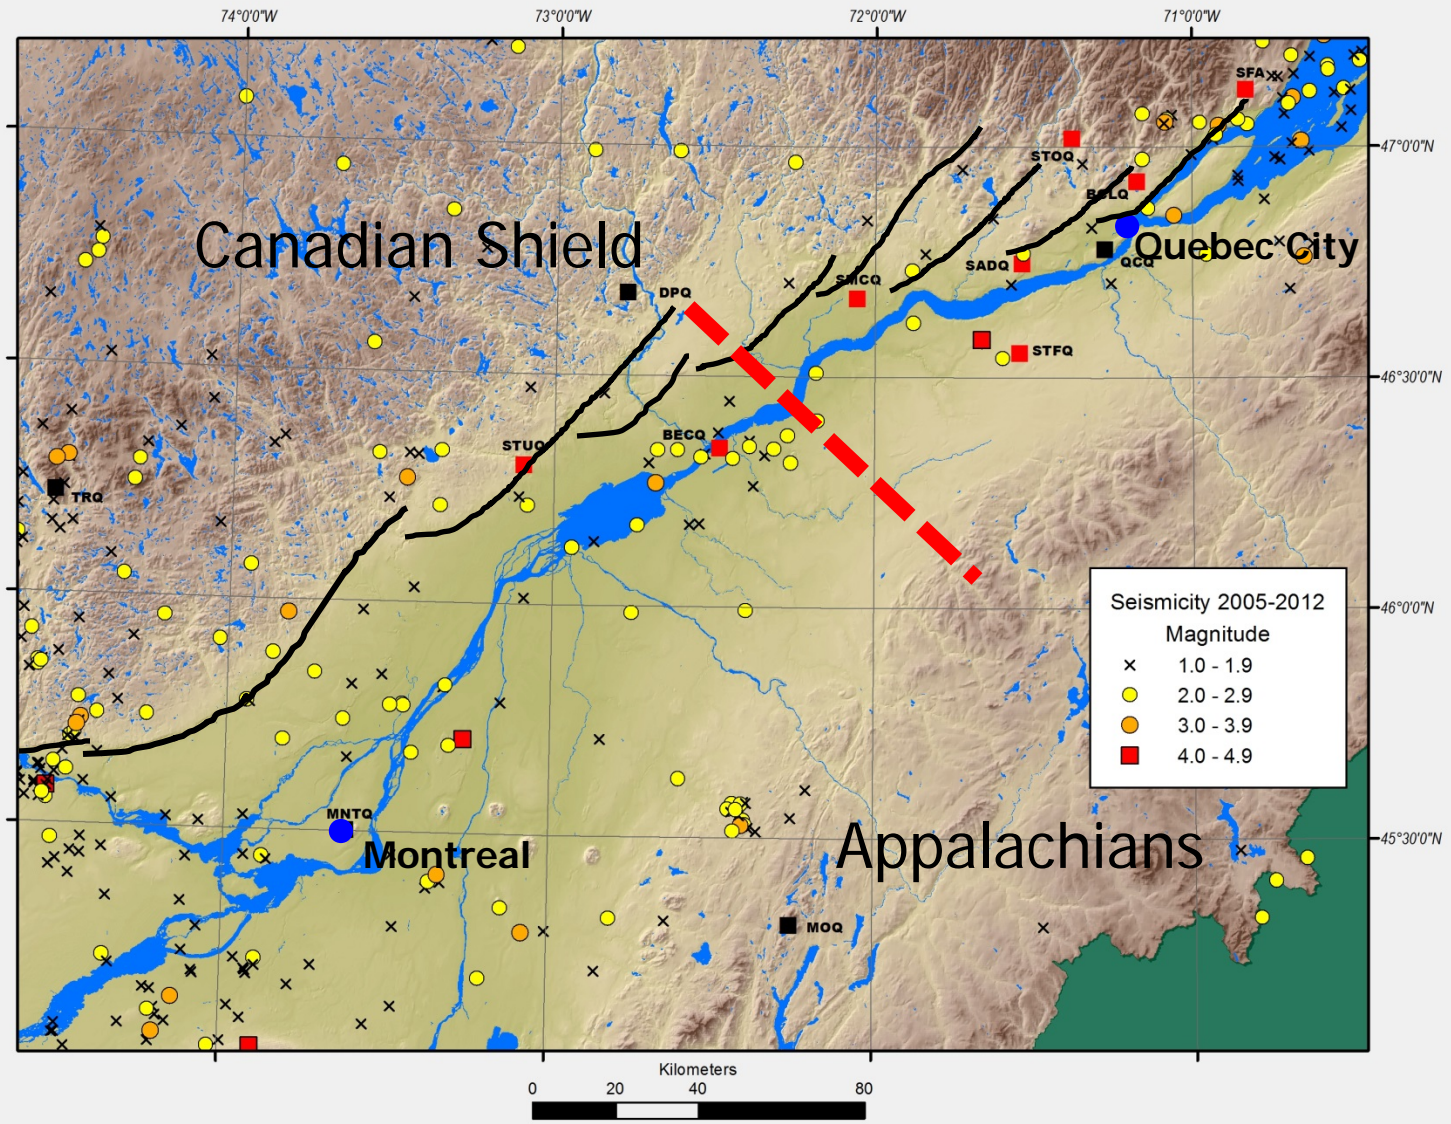 74°0'0"W
73°0'0"W
72°0'0"W
71°0'0"W
SFA
47°0'0"N
STOQ
BSLQ
Canadian Shield
Quebec City
QCQ
SADQ
SMCQ
DPQ
STFQ
46°30'0"N
BECQ
STUQ
TRQ
46°0'0"N
Seismicity 2005-2012
Magnitude
1.0 - 1.9
2.0 - 2.9
3.0 - 3.9
4.0 - 4.9
MNTQ
Montreal
Appalachians
45°30'0"N
MOQ
Kilometers
0 20 40 80